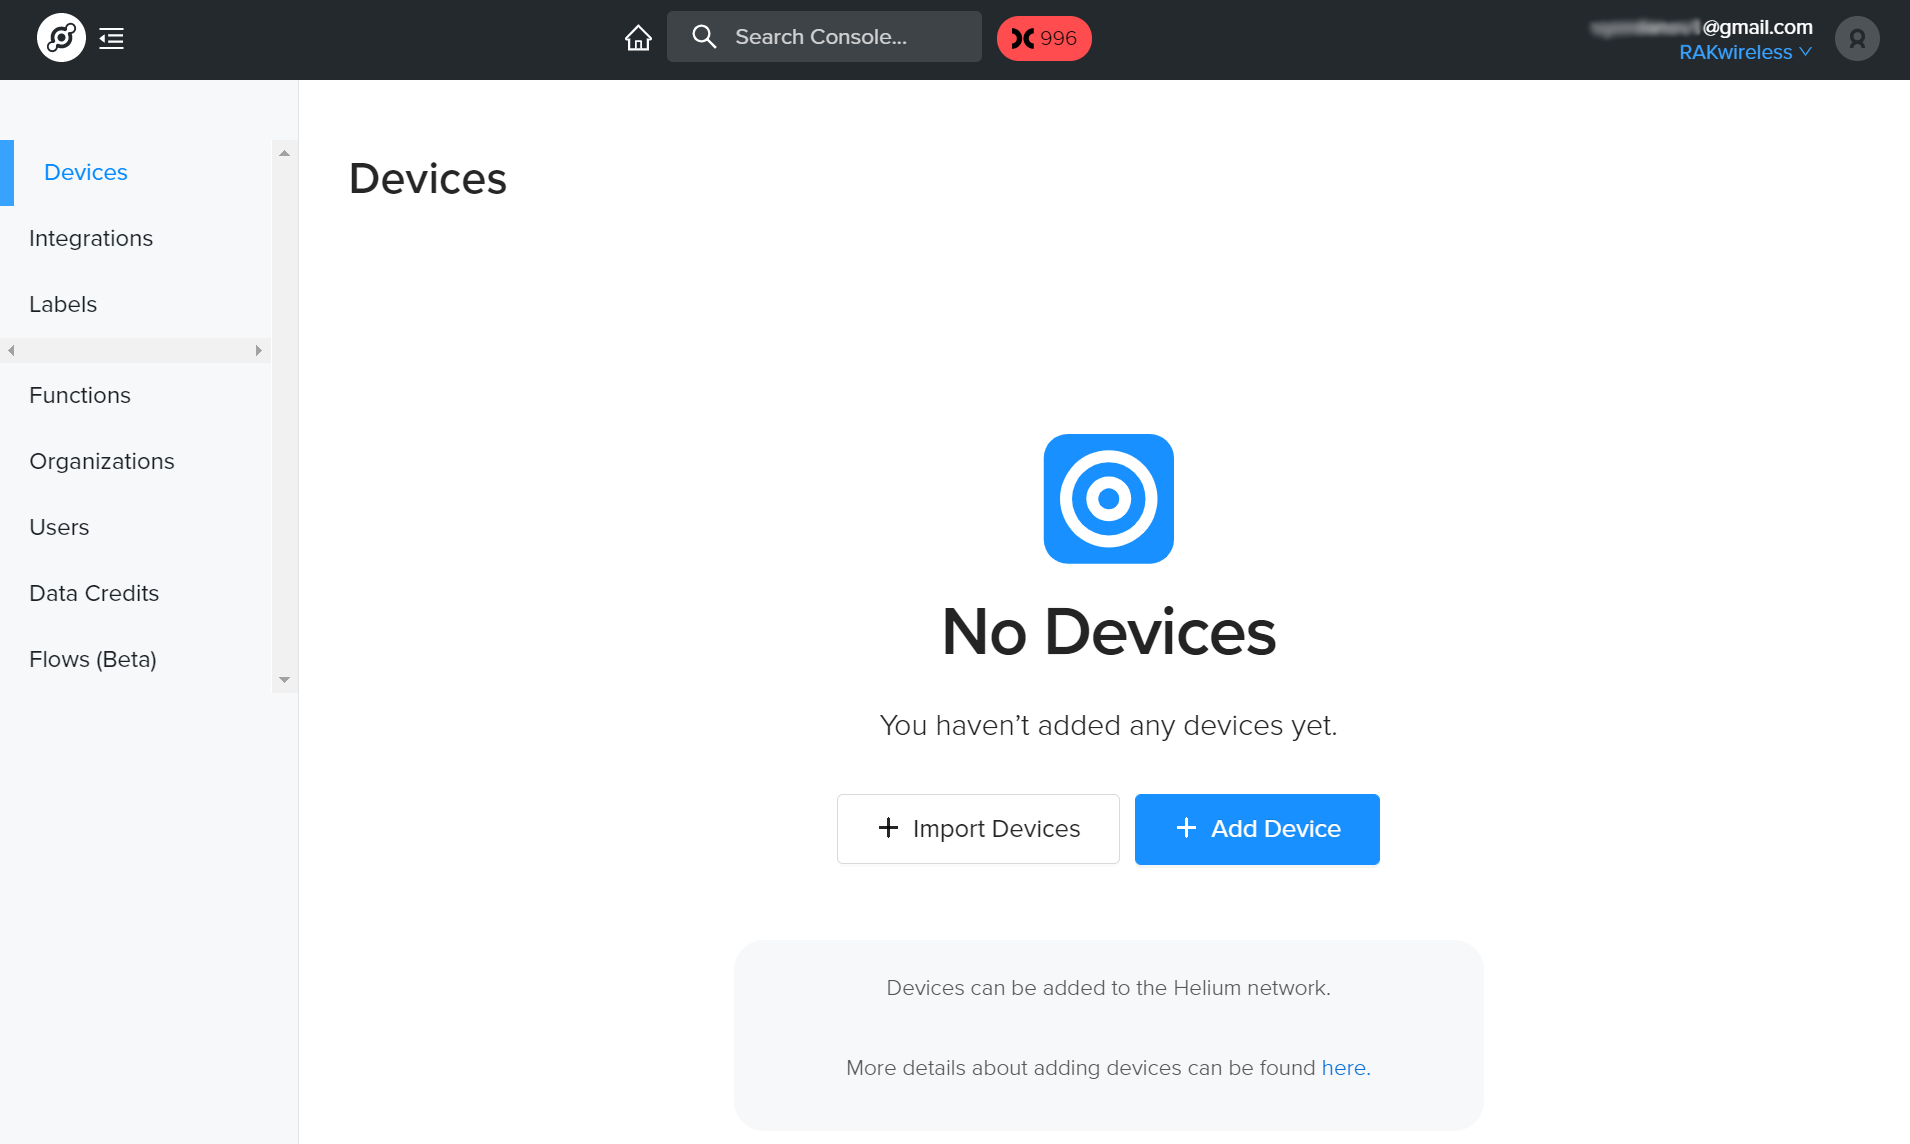 Search Console...
996
@gmail.com
RAKwireless
Devices
Integrations
Labels
Functions
Organizations
Users
Data Credits
Flows (Beta)
Devices
No Devices
You haven’t added any devices yet.
Import Devices
Add Device
Devices can be added to the Helium network.
More details about adding devices can be found here.